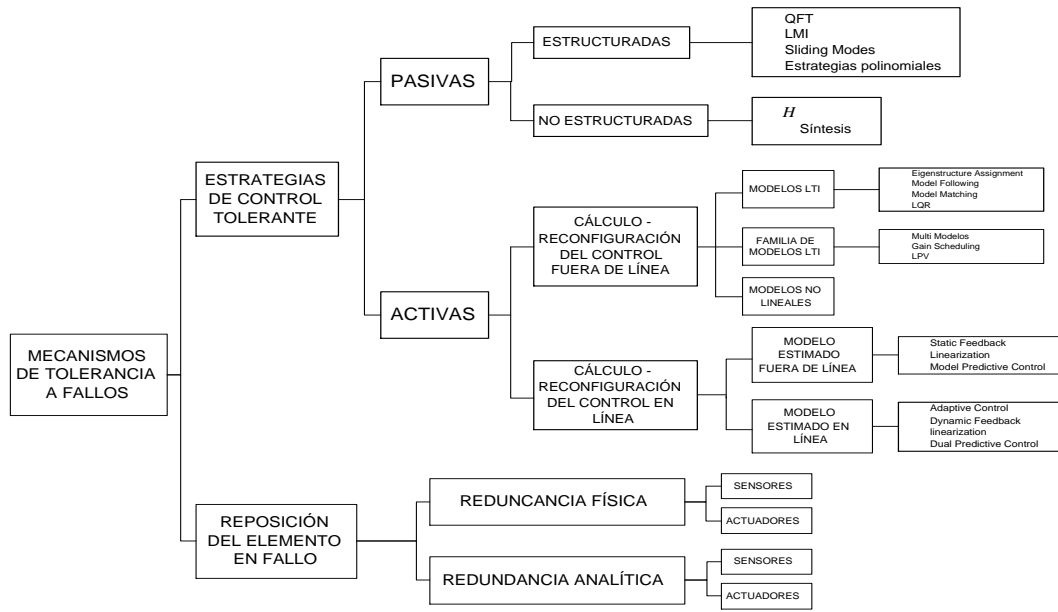 MECANISMOS
DE TOLERANCIA
A FALLOS
ESTRATEGIAS
DE CONTROL
TOLERANTE
PASIVAS
ESTRUCTURADAS
QFT
LMI
Sliding Modes
Estrategias polinomiales
NO ESTRUCTURADAS
H
Síntesis
ACTIVAS
CÁLCULO -
RECONFIGURACIÓN
DEL CONTROL
FUERA DE LÍNEA
MODELOS LTI
Eigenstructure Assignment
Model Following
Model Matching
LQR
FAMILIA DE
MODELOS LTI
Multi Modelos
Gain Scheduling
LPV
MODELOS NO
LINEALES
CÁLCULO -
RECONFIGURACIÓN
DEL CONTROL EN
LÍNEA
MODELO
ESTIMADO
FUERA DE LÍNEA
Static Feedback
Linearization
Model Predictive Control
MODELO
ESTIMADO EN
LÍNEA
Adaptive Control
Dynamic Feedback
linearization
Dual Predictive Control
REPOSICIÓN
DEL ELEMENTO
EN FALLO
REDUNCANCIA FÍSICA
SENSORES
ACTUADORES
REDUNDANCIA ANALÍTICA
SENSORES
ACTUADORES